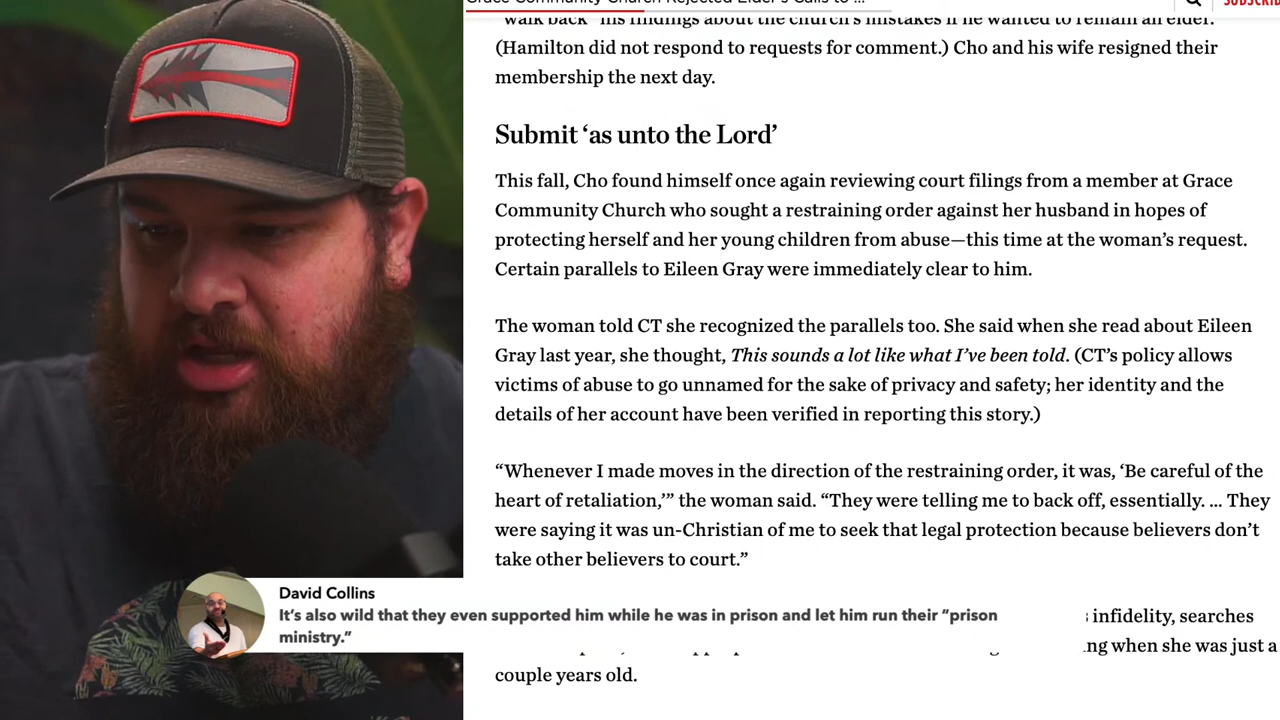 Grace Community Church Rejected Elder's Calls to ...
SUBSCRIB
"walk back" his findings about the church's mistakes if he wanted to remain an elder.
(Hamilton did not respond to requests for comment.) Cho and his wife resigned their
membership the next day.
Submit ‘as unto the Lord’
This fall, Cho found himself once again reviewing court filings from a member at Grace
Community Church who sought a restraining order against her husband in hopes of
protecting herself and her young children from abuse—this time at the woman’s request.
Certain parallels to Eileen Gray were immediately clear to him.
The woman told CT she recognized the parallels too. She said when she read about Eileen
Gray last year, she thought, This sounds a lot like what I’ve been told. (CT’s policy allows
victims of abuse to go unnamed for the sake of privacy and safety; her identity and the
details of her account have been verified in reporting this story.)
“Whenever I made moves in the direction of the restraining order, it was, ‘Be careful of the
heart of retaliation,’” the woman said. “They were telling me to back off, essentially. … They
were saying it was un-Christian of me to seek that legal protection because believers don’t
take other believers to court.”
David Collins
It’s also wild that they even supported him while he was in prison and let him run their “prison
ministry.”
infidelity, searches
when she was just a
couple years old.